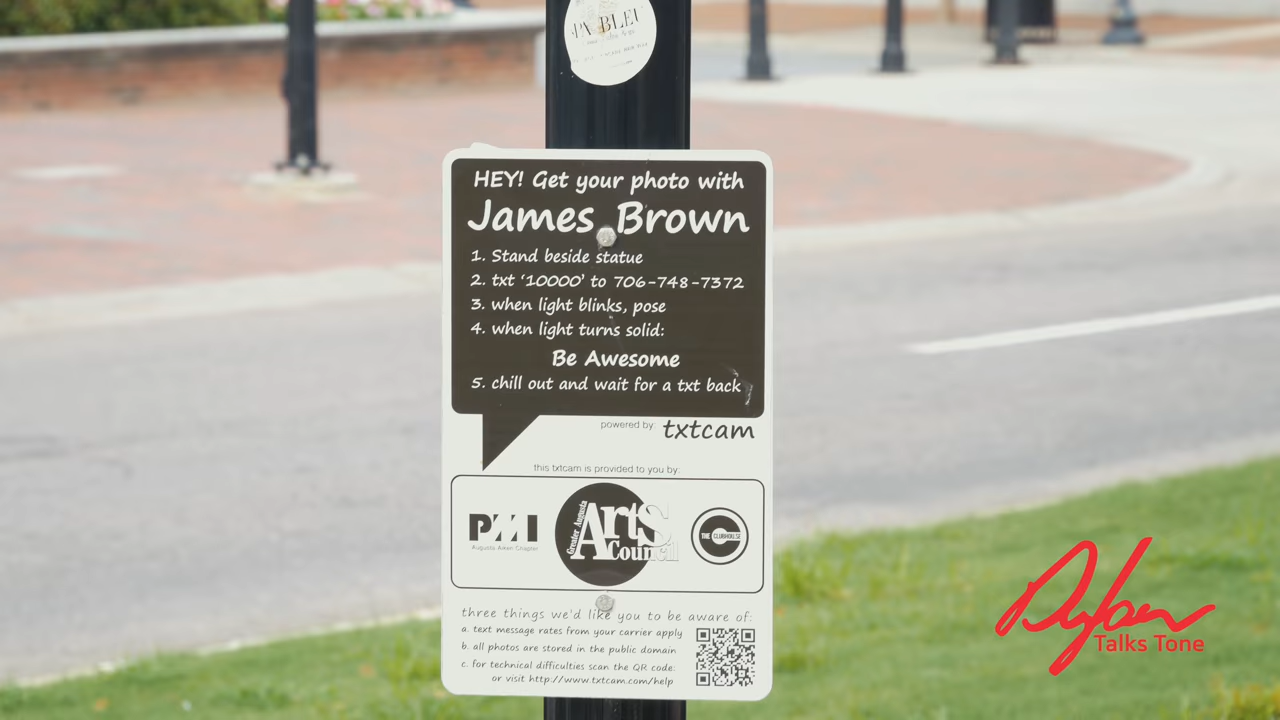 HEY! Get your photo with
James Brown
1. Stand beside statue
2. txt ‘10000’ to 706-748-7372
3. when light blinks, pose
4. when light turns solid:
Be Awesome
5. chill out and wait for a txt back
powered by: txtcam
this txtcam is provided to you by:
PMI
Augusta Aiken Chapter
Greater Augusta
Arts
Council
THE CLUBHOUSE
three things we'd like you to be aware of:
a. text message rates from your carrier apply
b. all photos are stored in the public domain
c. for technical difficulties scan the QR code:
or visit http://www.txtcam.com/help
Dylan
Talks Tone